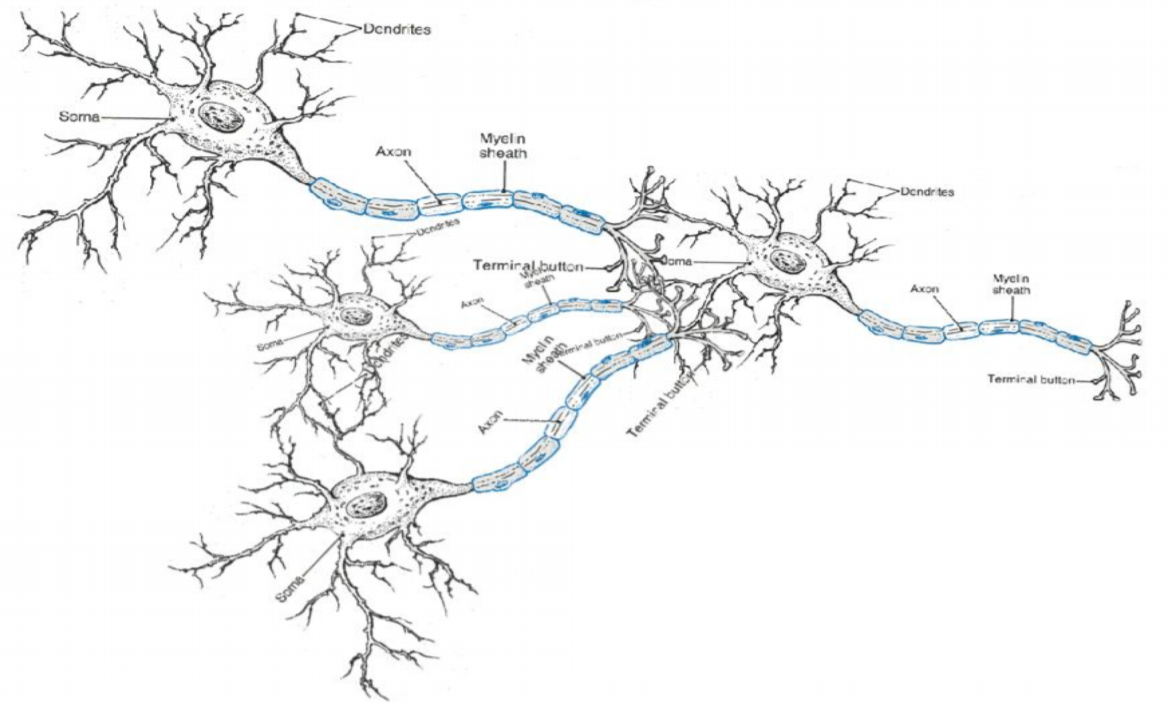 Dendrites
Soma
Axon
Myelin
sheath
Dendrites
Dendrites
Terminal button
Soma
Myelin
sheath
Axon
Myelin
sheath
Axon
Soma
Terminal button
Dendrites
Myelin
sheath
Terminal button
Axon
Terminal button
Soma